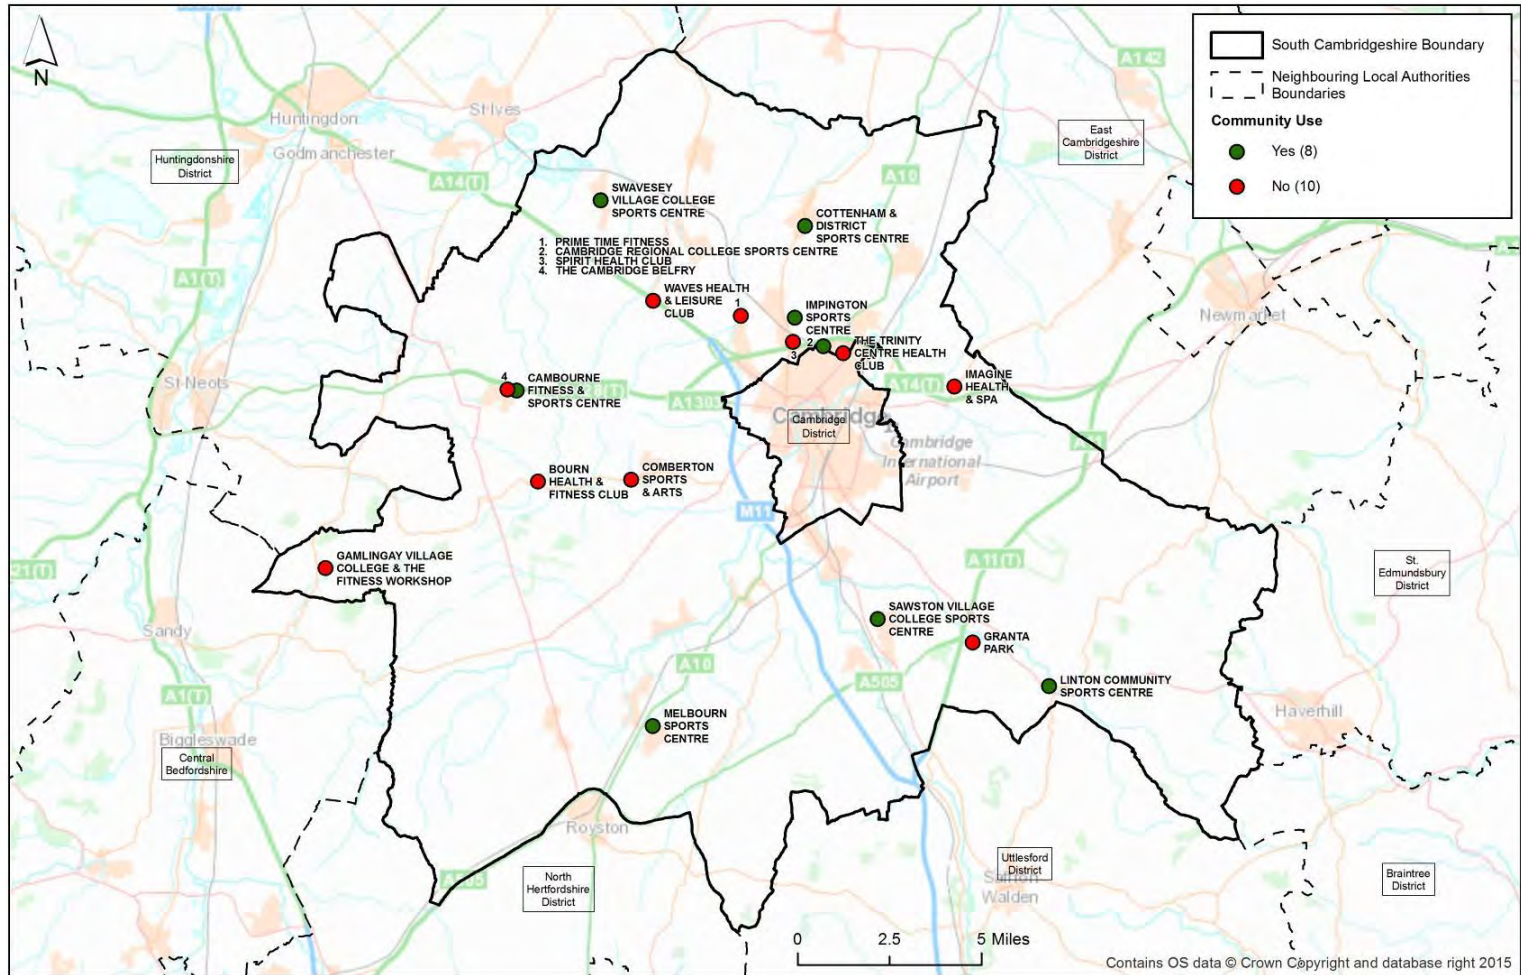 N
South Cambridgeshire Boundary
Neighbouring Local Authorities
Boundaries
Community Use
Yes (8)
No (10)
A142
St Ives
Huntingdon
Godmanchester
Huntingdonshire
District
East
Cambridgeshire
District
A14(T)
A10
SWAVESEY
VILLAGE COLLEGE
SPORTS CENTRE
COTTENHAM &
DISTRICT
SPORTS CENTRE
1. PRIME TIME FITNESS
2. CAMBRIDGE REGIONAL COLLEGE SPORTS CENTRE
3. SPIRIT HEALTH CLUB
4. THE CAMBRIDGE BELFRY
A1(T)
WAVES HEALTH
& LEISURE
CLUB
1
IMPINGTON
SPORTS
CENTRE
2
3
THE TRINITY
CENTRE HEALTH
CLUB
Newmarket
St Neots
4
CAMBOURNE
FITNESS &
SPORTS CENTRE
8(T)
A130
A14(T)
IMAGINE
HEALTH
& SPA
Cambridge
Cambridge
District
Cambridge
International
Airport
BOURN
HEALTH &
FITNESS CLUB
COMBERTON
SPORTS
& ARTS
M11
GAMLINGAY VILLAGE
COLLEGE & THE
FITNESS WORKSHOP
21(T)
A11(T)
St.
Edmundsbury
District
Sandy
SAWSTON VILLAGE
COLLEGE SPORTS
CENTRE
GRANTA
PARK
A10
A505
LINTON COMMUNITY
SPORTS CENTRE
A1(T)
MELBOURN
SPORTS
CENTRE
Haverhill
Biggleswade
Central
Bedfordshire
Royston
North
Hertfordshire
District
Uttlesford
District
Walden
Braintree
District
0 2.5 5 Miles
Contains OS data © Crown Copyright and database right 2015